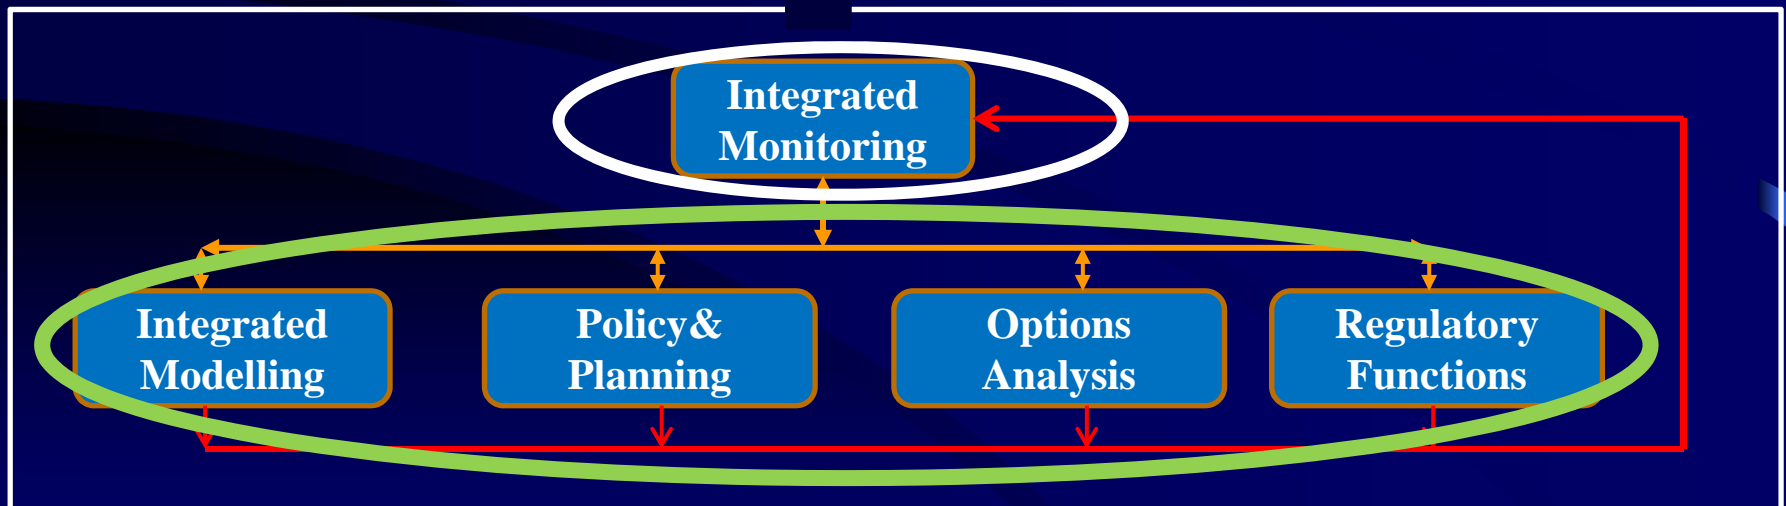 Integrated
Monitoring
Integrated
Modelling
Policy&
Planning
Options
Analysis
Regulatory
Functions